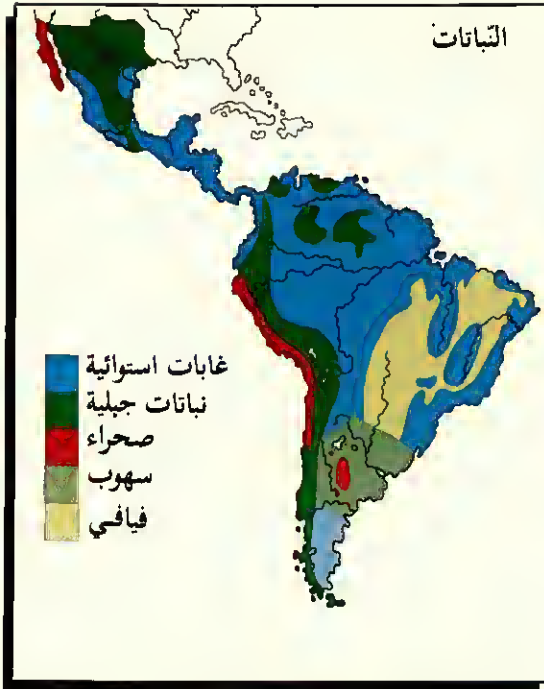 النّباتات
غابات استوائية
نباتات جبلية
صحراء
سهوب
فيافي